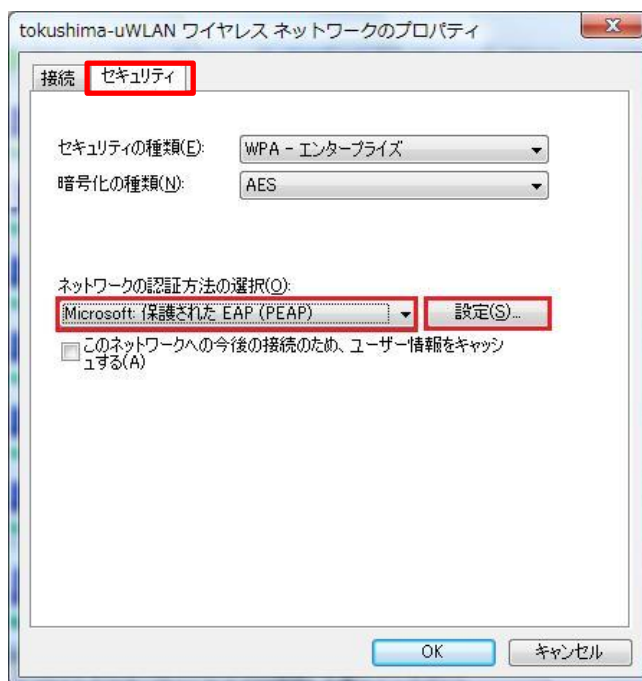 tokushima-uWLAN ワイヤレス ネットワークのプロパティ
接続 セキュリティ
セキュリティの種類(E): WPA - エンタープライズ
暗号化の種類(N): AES
ネットワークの認証方法の選択(O):
Microsoft: 保護された EAP (PEAP) 設定(S)...
このネットワークへの今後の接続のため、ユーザー情報をキャッシ
ュする(A)
OK キャンセル